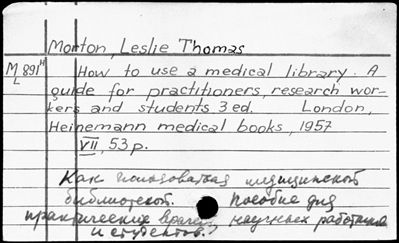 Morton, Leslie Thomas
M 891 H
L
How to use a medical library. A
guide for practitioners, research wor-
kers and students. 3 ed. London,
Heinemann medical books, 1957
VII, 53 p.
Как пользоваться медицинской
библиотекой. Пособие для
практических врачей, научных работников
и студентов.